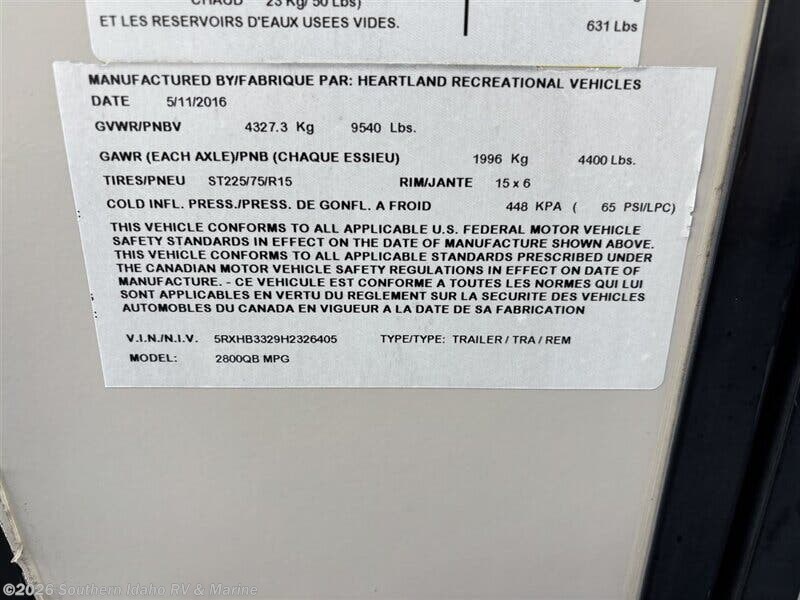 CHAUD 23 Kg/ 50 Lbs)
ET LES RESERVOIRS D'EAUX USEES VIDES.
631 Lbs
MANUFACTURED BY/FABRIQUE PAR: HEARTLAND RECREATIONAL VEHICLES
DATE 5/11/2016
GVWR/PNBV 4327.3 Kg 9540 Lbs.
GAWR (EACH AXLE)/PNB (CHAQUE ESSIEU) 1996 Kg 4400 Lbs.
TIRES/PNEU ST225/75/R15 RIM/JANTE 15 x 6
COLD INFL. PRESS./PRESS. DE GONFL. A FROID 448 KPA ( 65 PSI/LPC)
THIS VEHICLE CONFORMS TO ALL APPLICABLE U.S. FEDERAL MOTOR VEHICLE
SAFETY STANDARDS IN EFFECT ON THE DATE OF MANUFACTURE SHOWN ABOVE.
THIS VEHICLE CONFORMS TO ALL APPLICABLE STANDARDS PRESCRIBED UNDER
THE CANADIAN MOTOR VEHICLE SAFETY REGULATIONS IN EFFECT ON DATE OF
MANUFACTURE. - CE VEHICULE EST CONFORME A TOUTES LES NORMES QUI LUI
SONT APPLICABLES EN VERTU DU REGLEMENT SUR LA SECURITE DES VEHICLES
AUTOMOBILES DU CANADA EN VIGUEUR A LA DATE DE SA FABRICATION
V.I.N./N.I.V. 5RXHB3329H2326405 TYPE/TYPE: TRAILER / TRA / REM
MODEL: 2800QB MPG
©2026 Southern Idaho RV & Marine